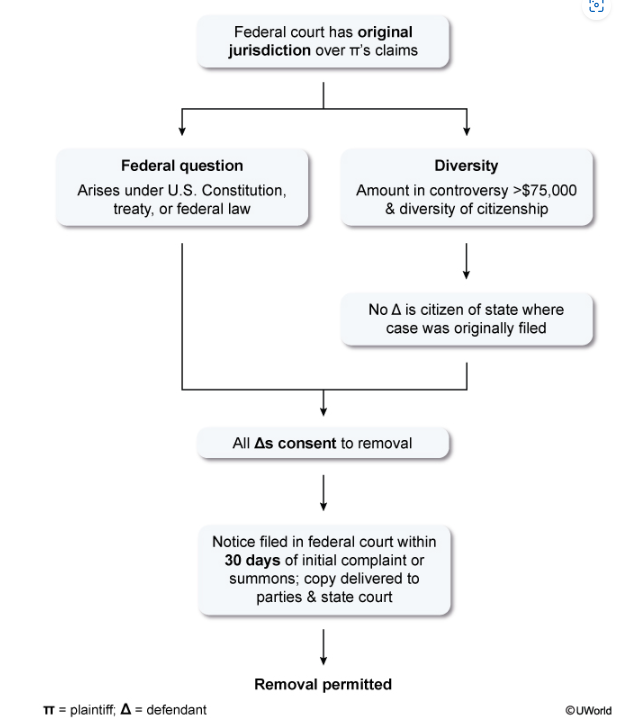 Federal court has original
jurisdiction over π's claims
Federal question
Arises under U.S. Constitution,
treaty, or federal law
Diversity
Amount in controversy >$75,000
& diversity of citizenship
No Δ is citizen of state where
case was originally filed
All Δs consent to removal
Notice filed in federal court within
30 days of initial complaint or
summons; copy delivered to
parties & state court
Removal permitted
π = plaintiff; Δ = defendant
©UWorld